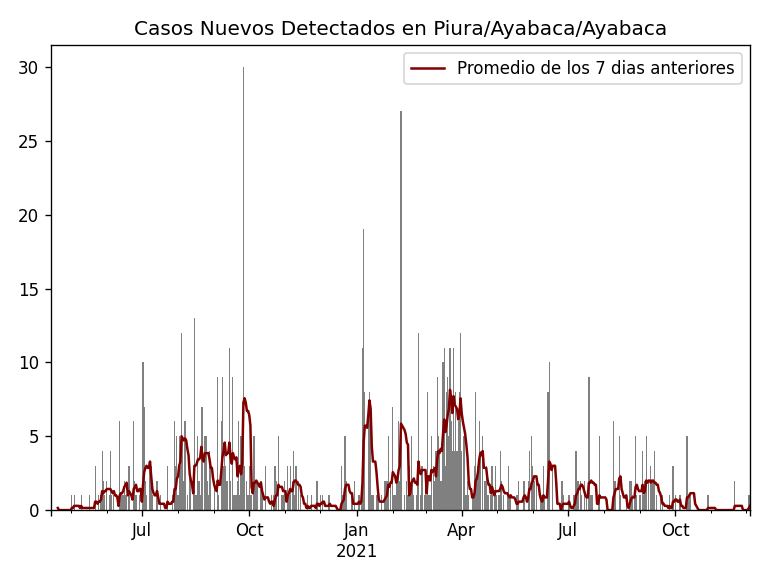 Casos Nuevos Detectados en Piura/Ayabaca/Ayabaca
Promedio de los 7 dias anteriores
30
25
20
15
10
5
0
Jul
Oct
Jan
2021
Apr
Jul
Oct